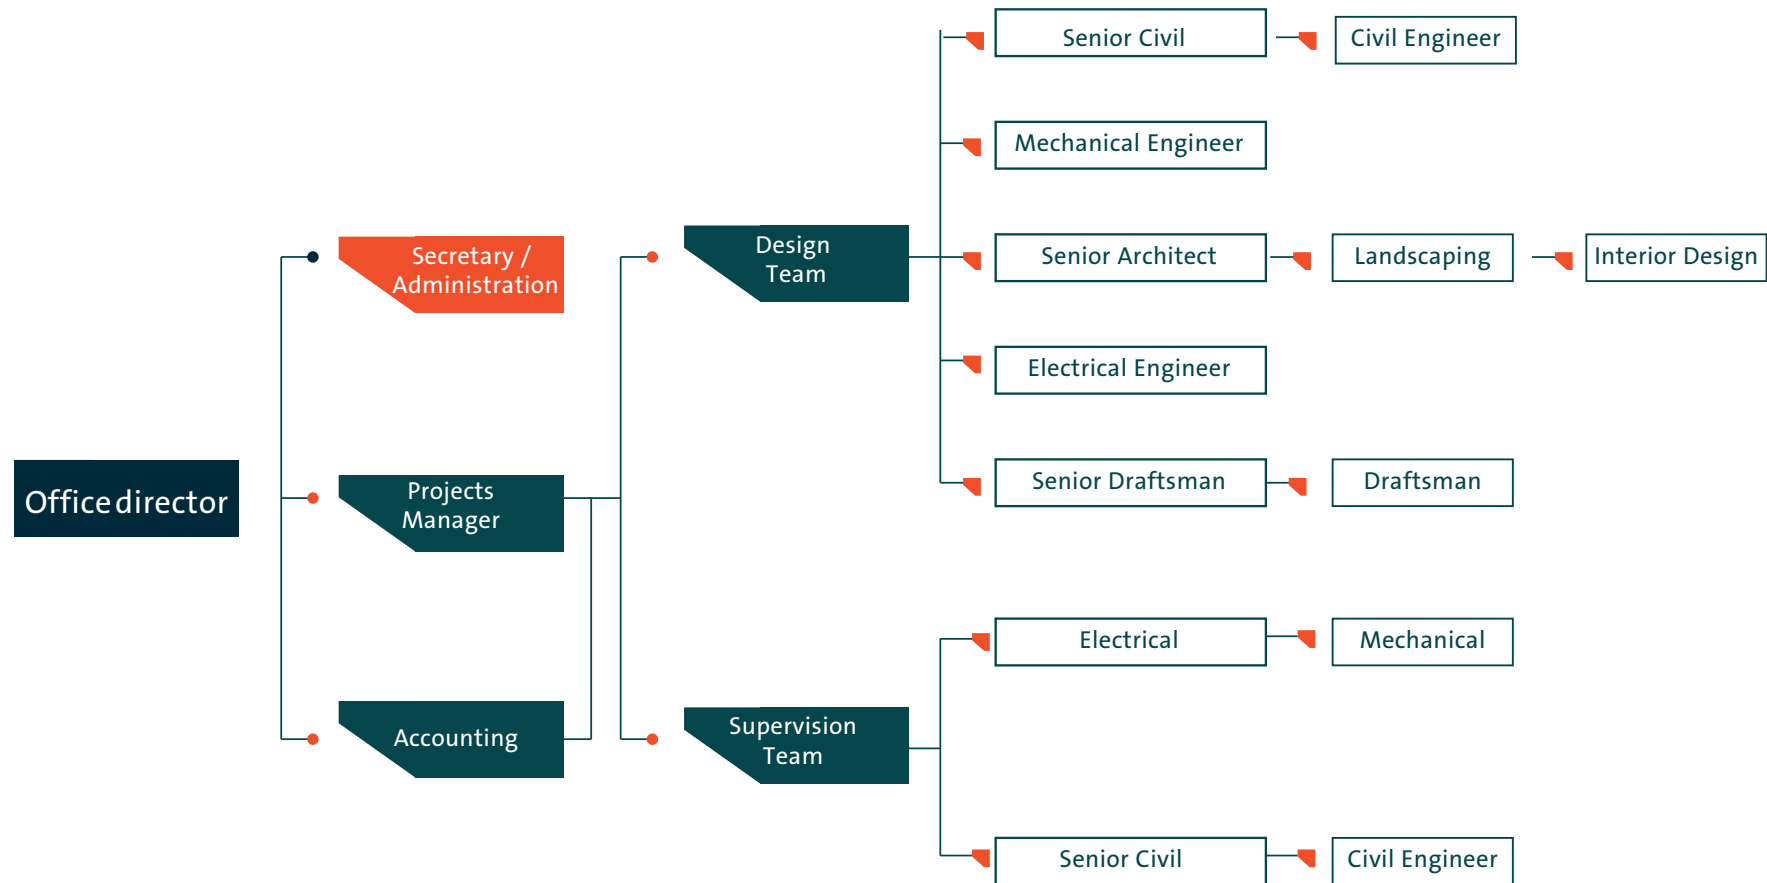 Office director
Secretary /
Administration
Projects
Manager
Accounting
Design
Team
Supervision
Team
Senior Civil
Civil Engineer
Mechanical Engineer
Senior Architect
Landscaping
Interior Design
Electrical Engineer
Senior Draftsman
Draftsman
Electrical
Mechanical
Senior Civil
Civil Engineer